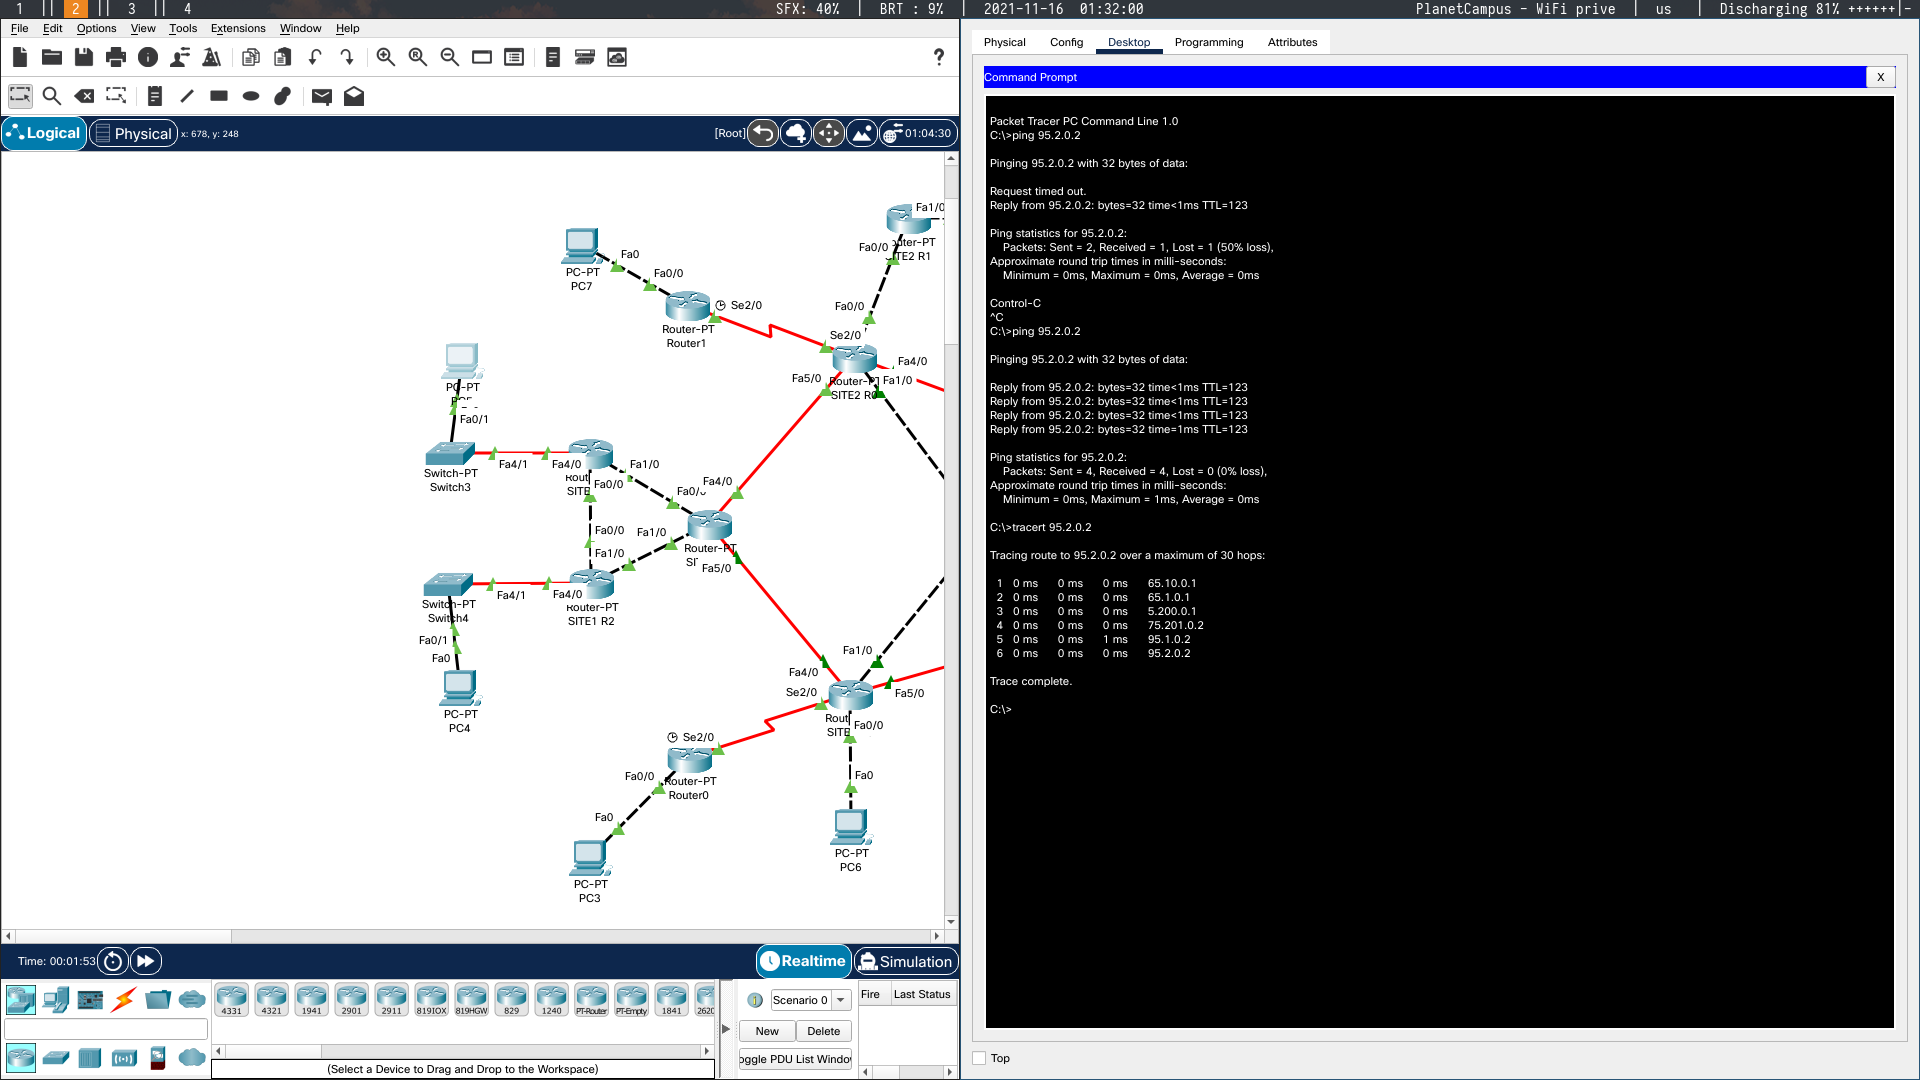 1 || 2 || 3 || 4
SFX: 40% | BRT : 9% | 2021-11-16 01:32:00
PlanetCampus - WiFi prive | us | Discharging 81% ++++++|-
File Edit Options View Tools Extensions Window Help
?
Logical Physical x: 678, y: 248
[Root] 01:04:30
Fa1/0
Fa0/0
SITE2 R1
Fa0
Fa0/0
PC-PT
PC7
Se2/0
Router-PT
Router1
Fa0/0
Se2/0
Fa4/0
Fa5/0
Fa1/0
SITE2 R0
PC-PT
Fa0/1
Fa4/1
Fa4/0
Fa1/0
Switch-PT
Switch3
Rout
SITE
Fa0/0
Fa0/0
Fa4/0
Fa0/0
Fa1/0
Fa1/0
Router-PT
SI
Fa5/0
Switch-PT
Switch4
Fa4/1
Fa4/0
Router-PT
SITE1 R2
Fa0/1
Fa0
PC-PT
PC4
Fa1/0
Fa4/0
Se2/0
Fa5/0
Rout
SITE
Fa0/0
Se2/0
Fa0/0
Router-PT
Router0
Fa0
Fa0
PC-PT
PC3
PC-PT
PC6
Time: 00:01:53
Realtime Simulation
4331 4321 1941 2901 2911 819IOX 819HGW 829 1240 PT-Router PT-Empty 1841 2620
Scenario 0
Fire Last Status
New Delete
oggle PDU List Windo
(Select a Device to Drag and Drop to the Workspace)
Physical Config Desktop Programming Attributes
Command Prompt X
Packet Tracer PC Command Line 1.0
C:\>ping 95.2.0.2
Pinging 95.2.0.2 with 32 bytes of data:
Request timed out.
Reply from 95.2.0.2: bytes=32 time<1ms TTL=123
Ping statistics for 95.2.0.2:
Packets: Sent = 2, Received = 1, Lost = 1 (50% loss),
Approximate round trip times in milli-seconds:
Minimum = 0ms, Maximum = 0ms, Average = 0ms
Control-C
^C
C:\>ping 95.2.0.2
Pinging 95.2.0.2 with 32 bytes of data:
Reply from 95.2.0.2: bytes=32 time<1ms TTL=123
Reply from 95.2.0.2: bytes=32 time<1ms TTL=123
Reply from 95.2.0.2: bytes=32 time<1ms TTL=123
Reply from 95.2.0.2: bytes=32 time=1ms TTL=123
Ping statistics for 95.2.0.2:
Packets: Sent = 4, Received = 4, Lost = 0 (0% loss),
Approximate round trip times in milli-seconds:
Minimum = 0ms, Maximum = 1ms, Average = 0ms
C:\>tracert 95.2.0.2
Tracing route to 95.2.0.2 over a maximum of 30 hops:
1 0 ms 0 ms 0 ms 65.10.0.1
2 0 ms 0 ms 0 ms 65.1.0.1
3 0 ms 0 ms 0 ms 5.200.0.1
4 0 ms 0 ms 0 ms 75.201.0.2
5 0 ms 0 ms 1 ms 95.1.0.2
6 0 ms 0 ms 0 ms 95.2.0.2
Trace complete.
C:\>
Top